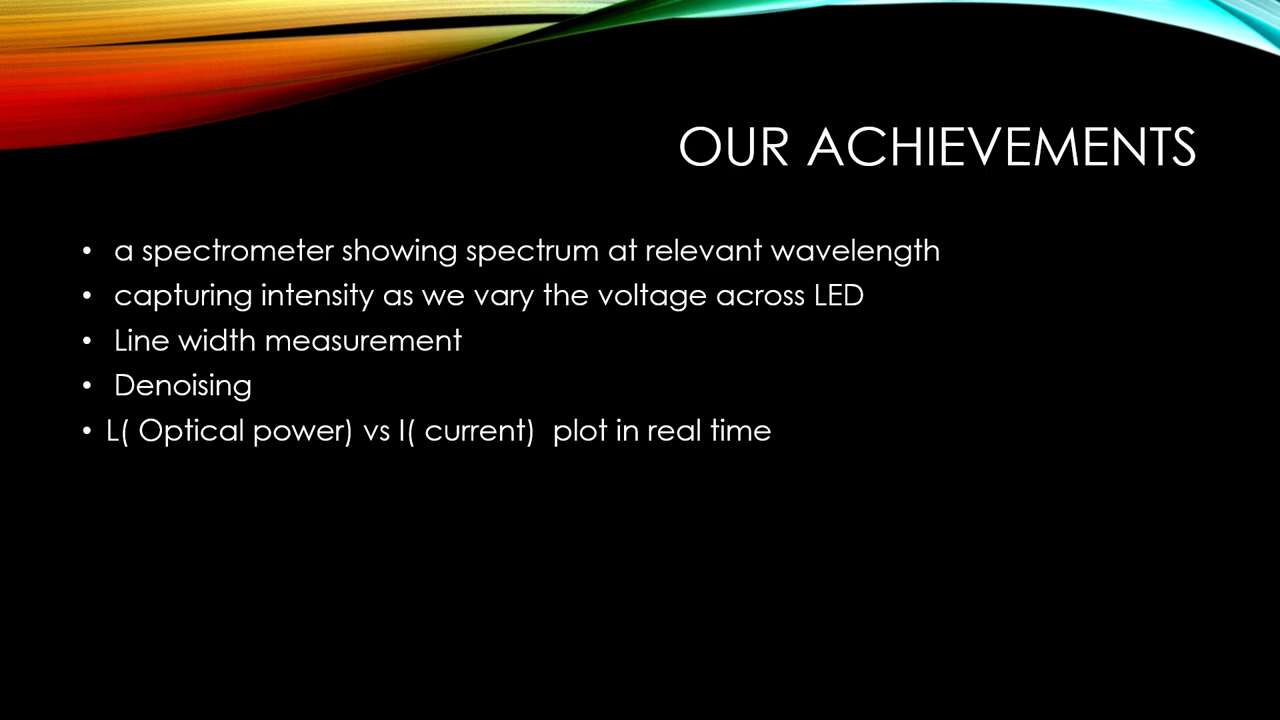 OUR ACHIEVEMENTS
• a spectrometer showing spectrum at relevant wavelength
• capturing intensity as we vary the voltage across LED
• Line width measurement
• Denoising
• L( Optical power) vs I( current)  plot in real time